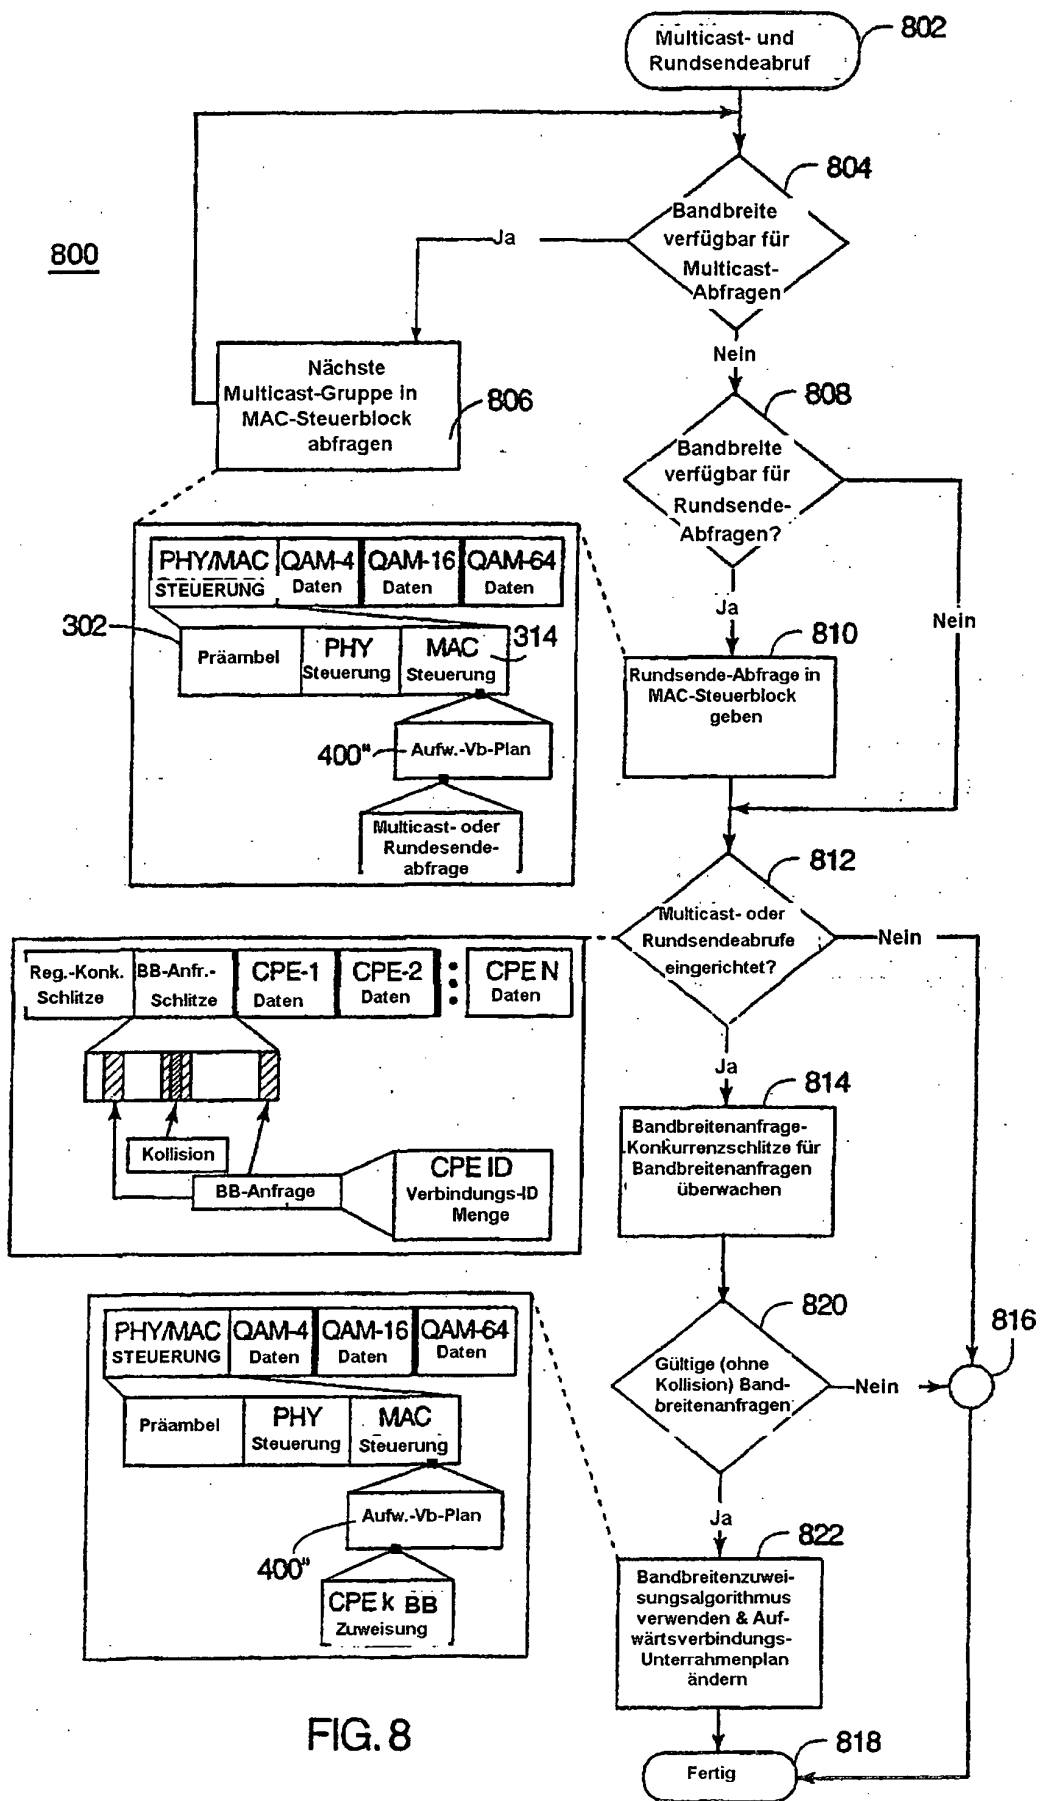 Multicast- und
Rundsendeabruf
802
804
Bandbreite
verfügbar für
Multicast-
Abfragen
Ja
800
Nein
Nächste
Multicast-Gruppe in
MAC-Steuerblock
abfragen
806
808
Bandbreite
verfügbar für
Rundsende-
Abfragen?
Ja
Nein
PHY/MAC
STEUERUNG
QAM-4
Daten
QAM-16
Daten
QAM-64
Daten
302
Präambel
PHY
Steuerung
MAC
Steuerung
314
400"
Aufw.-Vb-Plan
Multicast- oder
Rundesende-
abfrage
810
Rundsende-Abfrage in
MAC-Steuerblock
geben
812
Multicast- oder
Rundsendeabrufe
eingerichtet?
Nein
Ja
Reg.-Konk.
Schlitze
BB-Anfr.-
Schlitze
CPE-1
Daten
CPE-2
Daten
CPE N
Daten
Kollision
BB-Anfrage
CPE ID
Verbindungs-ID
Menge
814
Bandbreitenanfrage-
Konkurrenzschlitze für
Bandbreitenanfragen
überwachen
820
Gültige (ohne
Kollision) Band-
breitenanfragen
Nein
816
Ja
PHY/MAC
STEUERUNG
QAM-4
Daten
QAM-16
Daten
QAM-64
Daten
Präambel
PHY
Steuerung
MAC
Steuerung
Aufw.-Vb-Plan
400"
CPE k BB
Zuweisung
822
Bandbreitenzuwei-
sungsalgorithmus
verwenden & Auf-
wärtsverbindungs-
Unterrahmenplan
ändern
818
Fertig
FIG. 8